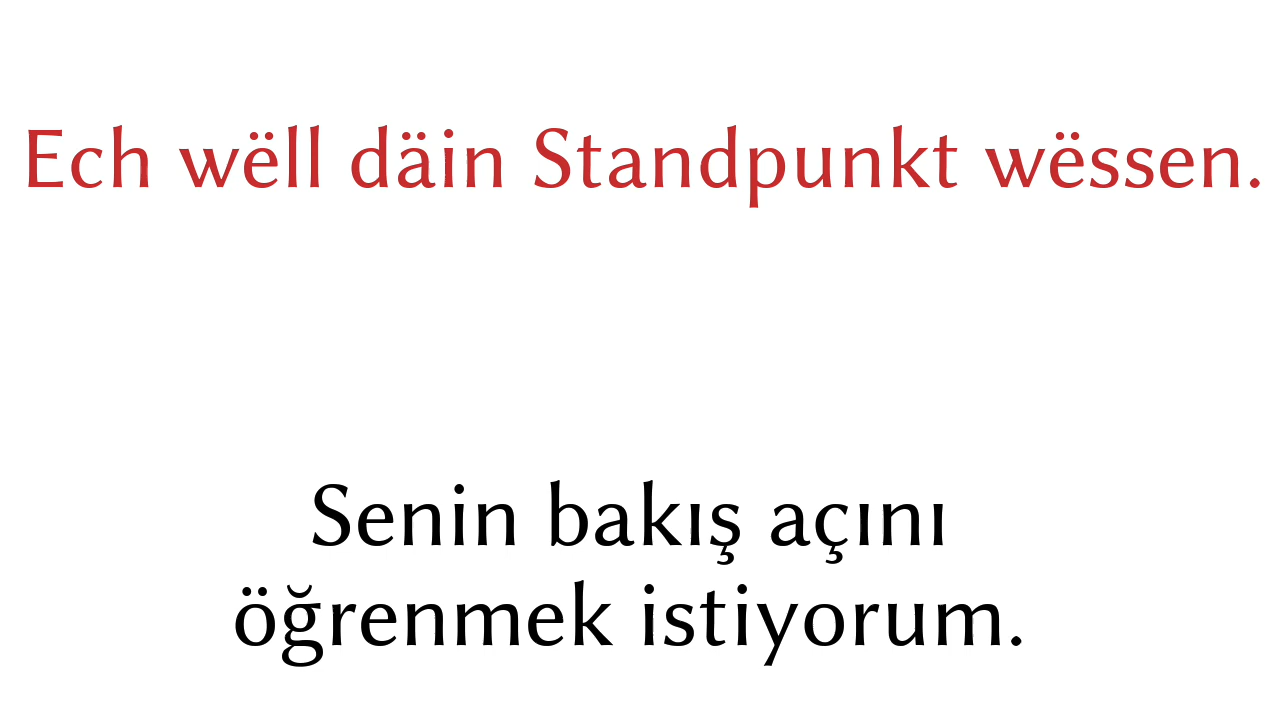 Ech wëll däin Standpunkt wëssen.
Senin bakış açını
öğrenmek istiyorum.